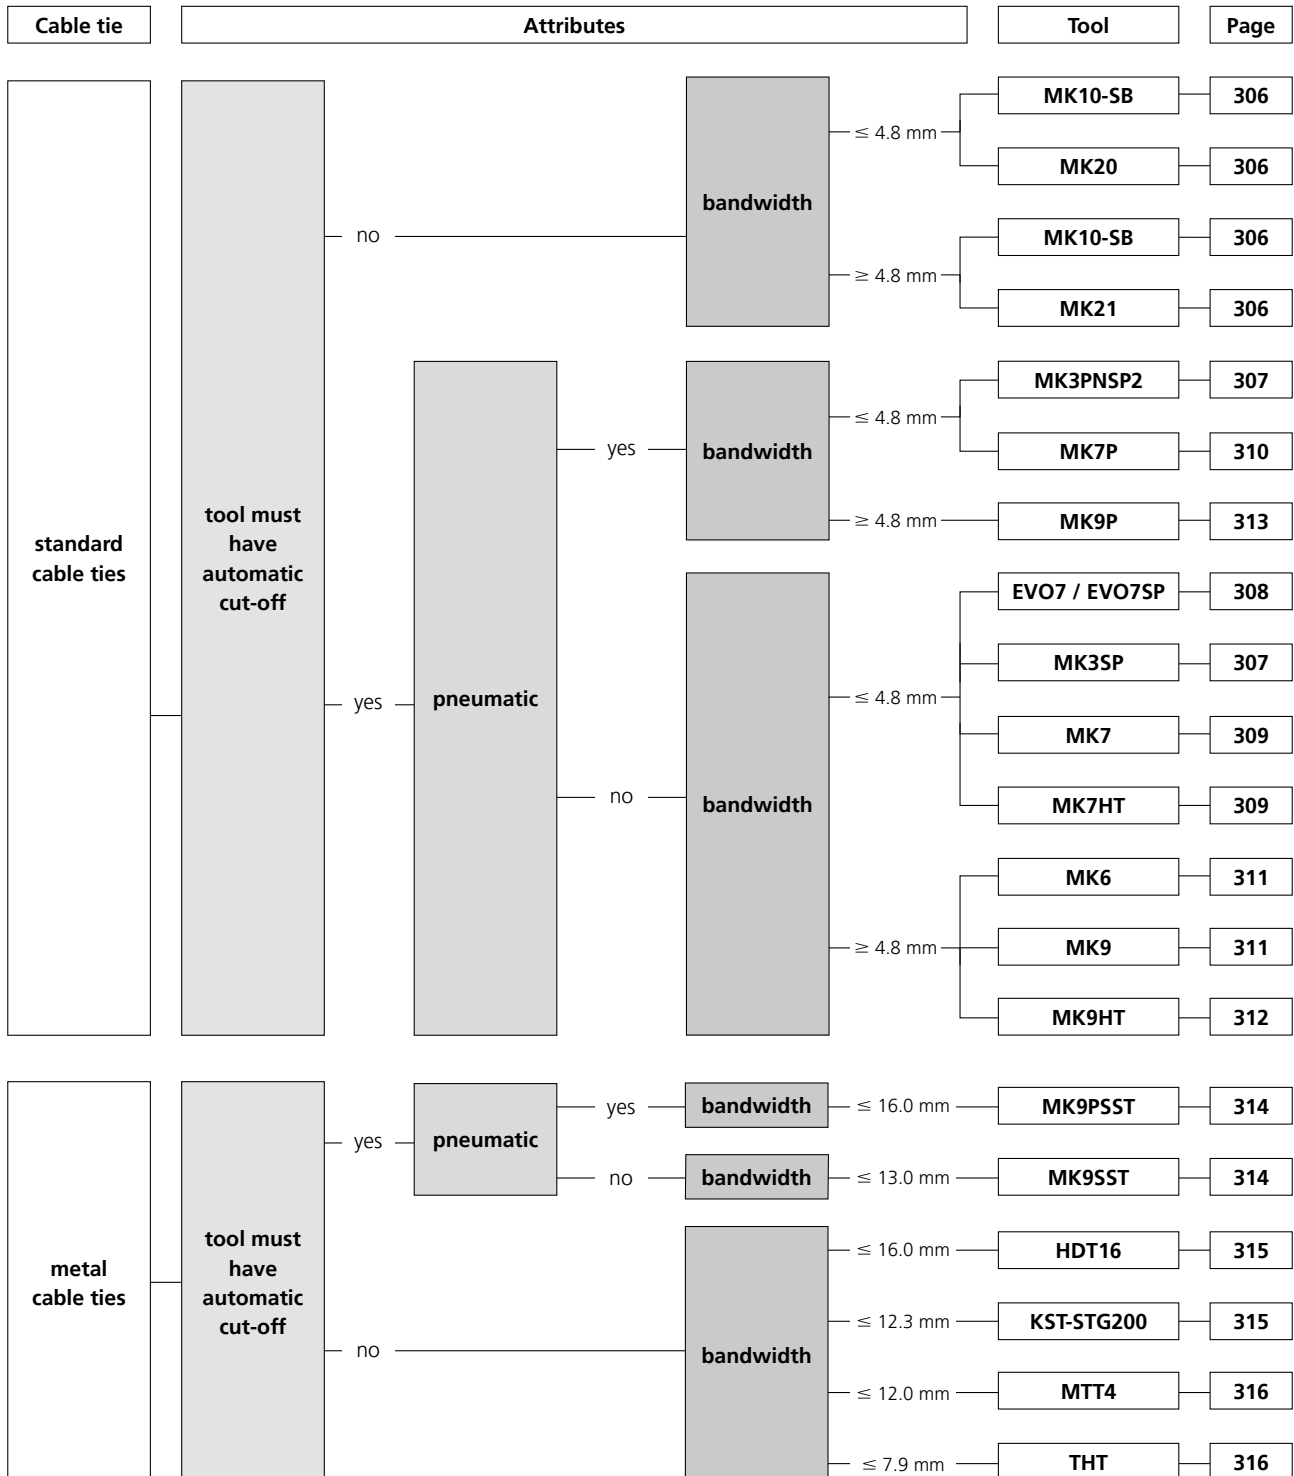 Cable tie
Attributes
Tool
Page
standard
cable ties
tool must
have
automatic
cut-off
no
bandwidth
≤ 4.8 mm
MK10-SB
306
MK20
306
≥ 4.8 mm
MK10-SB
306
MK21
306
yes
pneumatic
yes
bandwidth
≤ 4.8 mm
MK3PNSP2
307
MK7P
310
≥ 4.8 mm
MK9P
313
no
bandwidth
≤ 4.8 mm
EVO7 / EVO7SP
308
MK3SP
307
MK7
309
MK7HT
309
≥ 4.8 mm
MK6
311
MK9
311
MK9HT
312
metal
cable ties
tool must
have
automatic
cut-off
yes
pneumatic
yes
bandwidth
≤ 16.0 mm
MK9PSST
314
no
bandwidth
≤ 13.0 mm
MK9SST
314
no
bandwidth
≤ 16.0 mm
HDT16
315
≤ 12.3 mm
KST-STG200
315
≤ 12.0 mm
MTT4
316
≤ 7.9 mm
THT
316